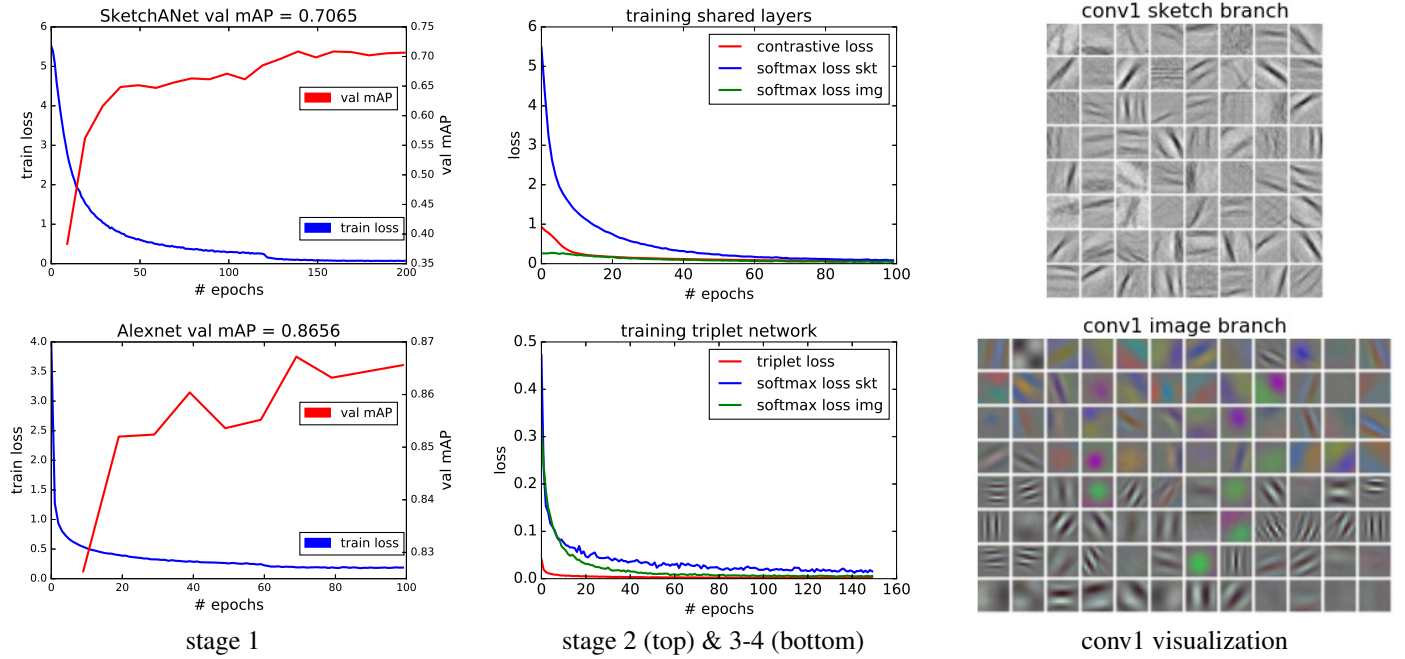 SketchANet val mAP = 0.7065
6
5
4
3
2
1
0
train loss
0.75
0.70
0.65
0.60
0.55
0.50
0.45
0.40
0.35
val mAP
val mAP
train loss
0
50
100
150
200
# epochs
training shared layers
6
5
4
3
2
1
0
loss
contrastive loss
softmax loss skt
softmax loss img
0
20
40
60
80
100
# epochs
conv1 sketch branch
Alexnet val mAP = 0.8656
4.0
3.5
3.0
2.5
2.0
1.5
1.0
0.5
0.0
train loss
0.87
0.86
0.85
0.84
0.83
val mAP
val mAP
train loss
0
20
40
60
80
100
# epochs
training triplet network
0.5
0.4
0.3
0.2
0.1
0.0
loss
triplet loss
softmax loss skt
softmax loss img
0
20
40
60
80
100
120
140
160
# epochs
conv1 image branch
stage 1
stage 2 (top) & 3-4 (bottom)
conv1 visualization